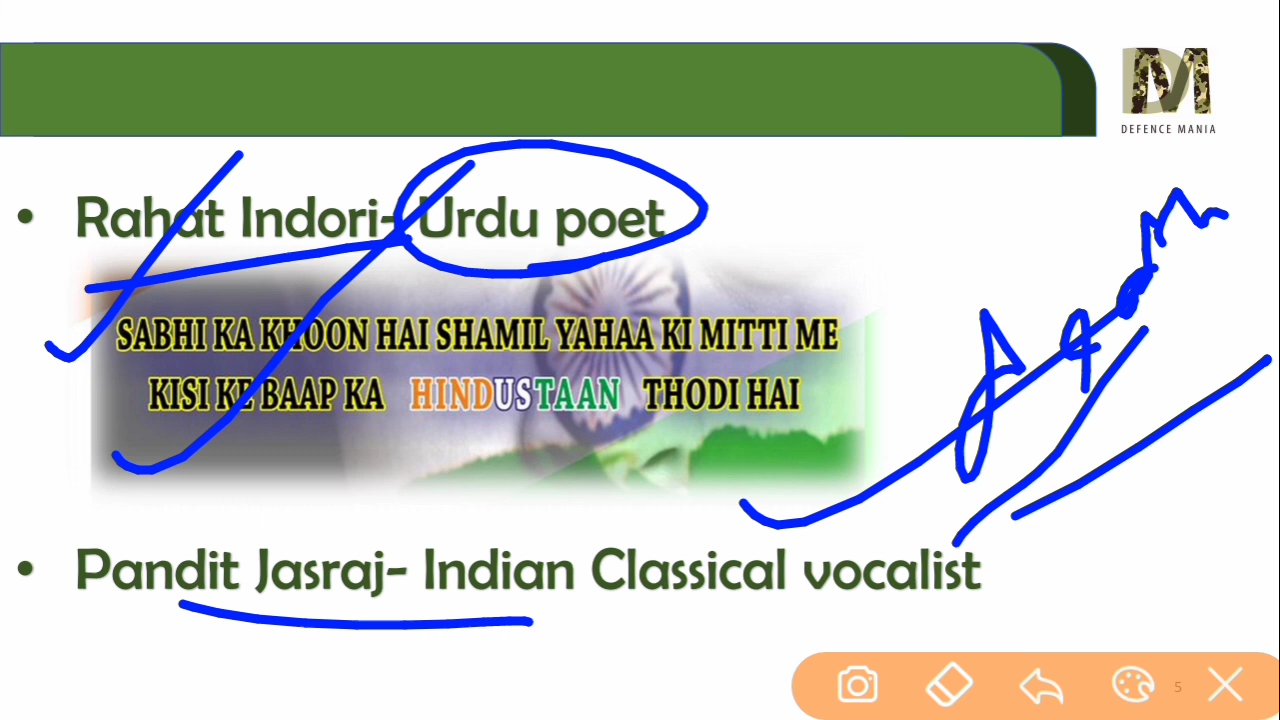 DEFENCE MANIA
• Rahat Indori- Urdu poet
SABHI KA KHOON HAI SHAMIL YAHAA KI MITTI ME
KISI KE BAAP KA HINDUSTAAN THODI HAI
• Pandit Jasraj- Indian Classical vocalist
5